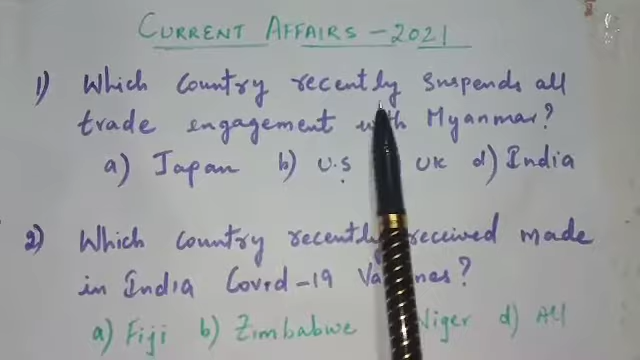 CURRENT AFFAIRS - 2021
1) Which Country recently suspends all
trade engagement with Myanmar?
a) Japan b) U.S UK d) India
2) Which country recently received made
in India Covid-19 Vaccines?
a) Fiji b) Zimbabwe Niger d) All